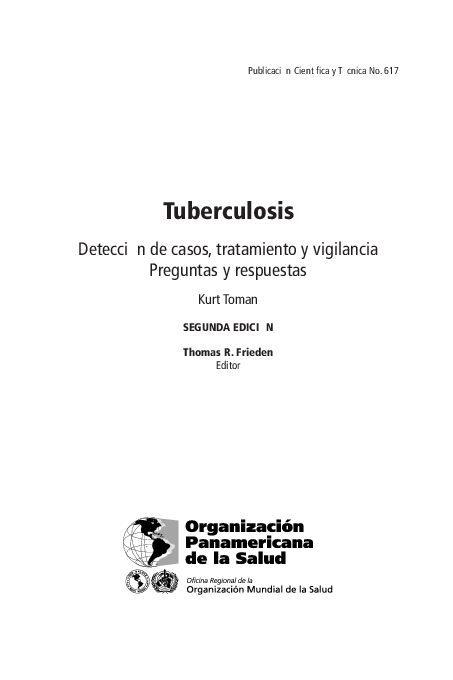 Publicaci n Cient fica y T cnica No. 617
Tuberculosis
Detecci n de casos, tratamiento y vigilancia
Preguntas y respuestas
Kurt Toman
SEGUNDA EDICI N
Thomas R. Frieden
Editor
Organización
Panamericana
de la Salud
Oficina Regional de la
Organización Mundial de la Salud